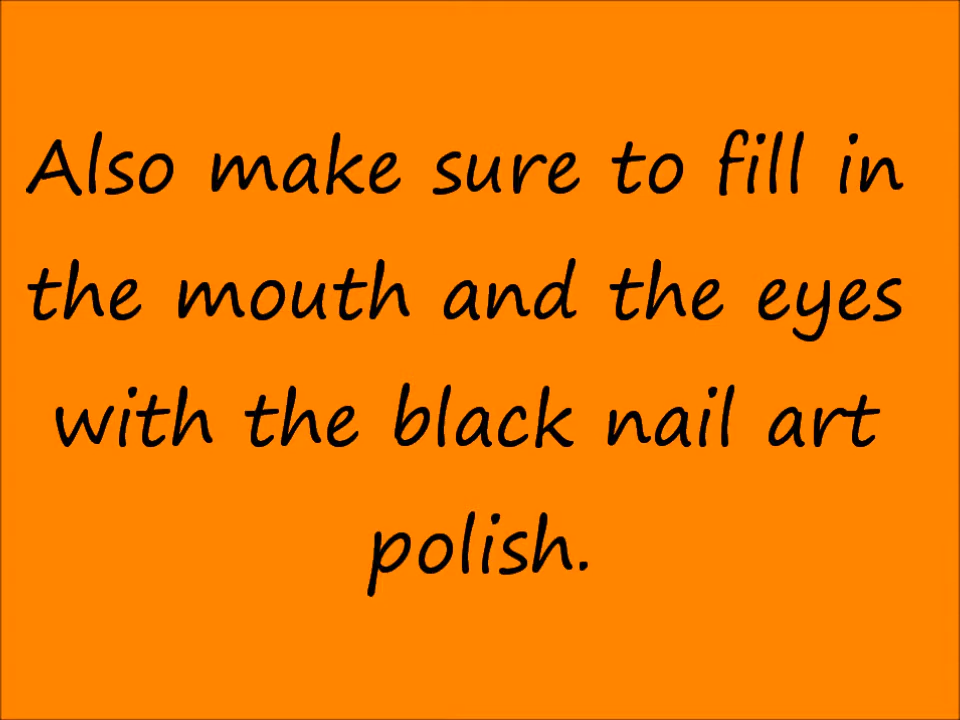 Also make sure to fill in
the mouth and the eyes
with the black nail art
polish.